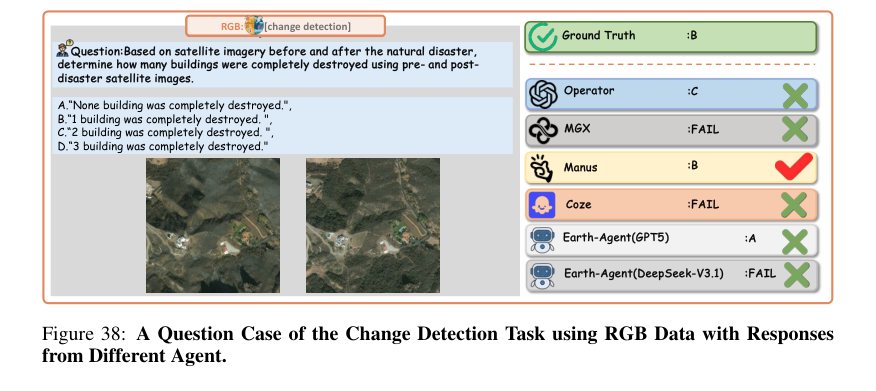 RGB: [change detection]
Question:Based on satellite imagery before and after the natural disaster,
determine how many buildings were completely destroyed using pre- and post-
disaster satellite images.
A."None building was completely destroyed.",
B."1 building was completely destroyed. ",
C."2 building was completely destroyed. ",
D."3 building was completely destroyed."
Ground Truth :B
Operator :C
MGX :FAIL
Manus :B
Coze :FAIL
Earth-Agent(GPT5) :A
Earth-Agent(DeepSeek-V3.1) :FAIL
Figure 38: A Question Case of the Change Detection Task using RGB Data with Responses
from Different Agent.